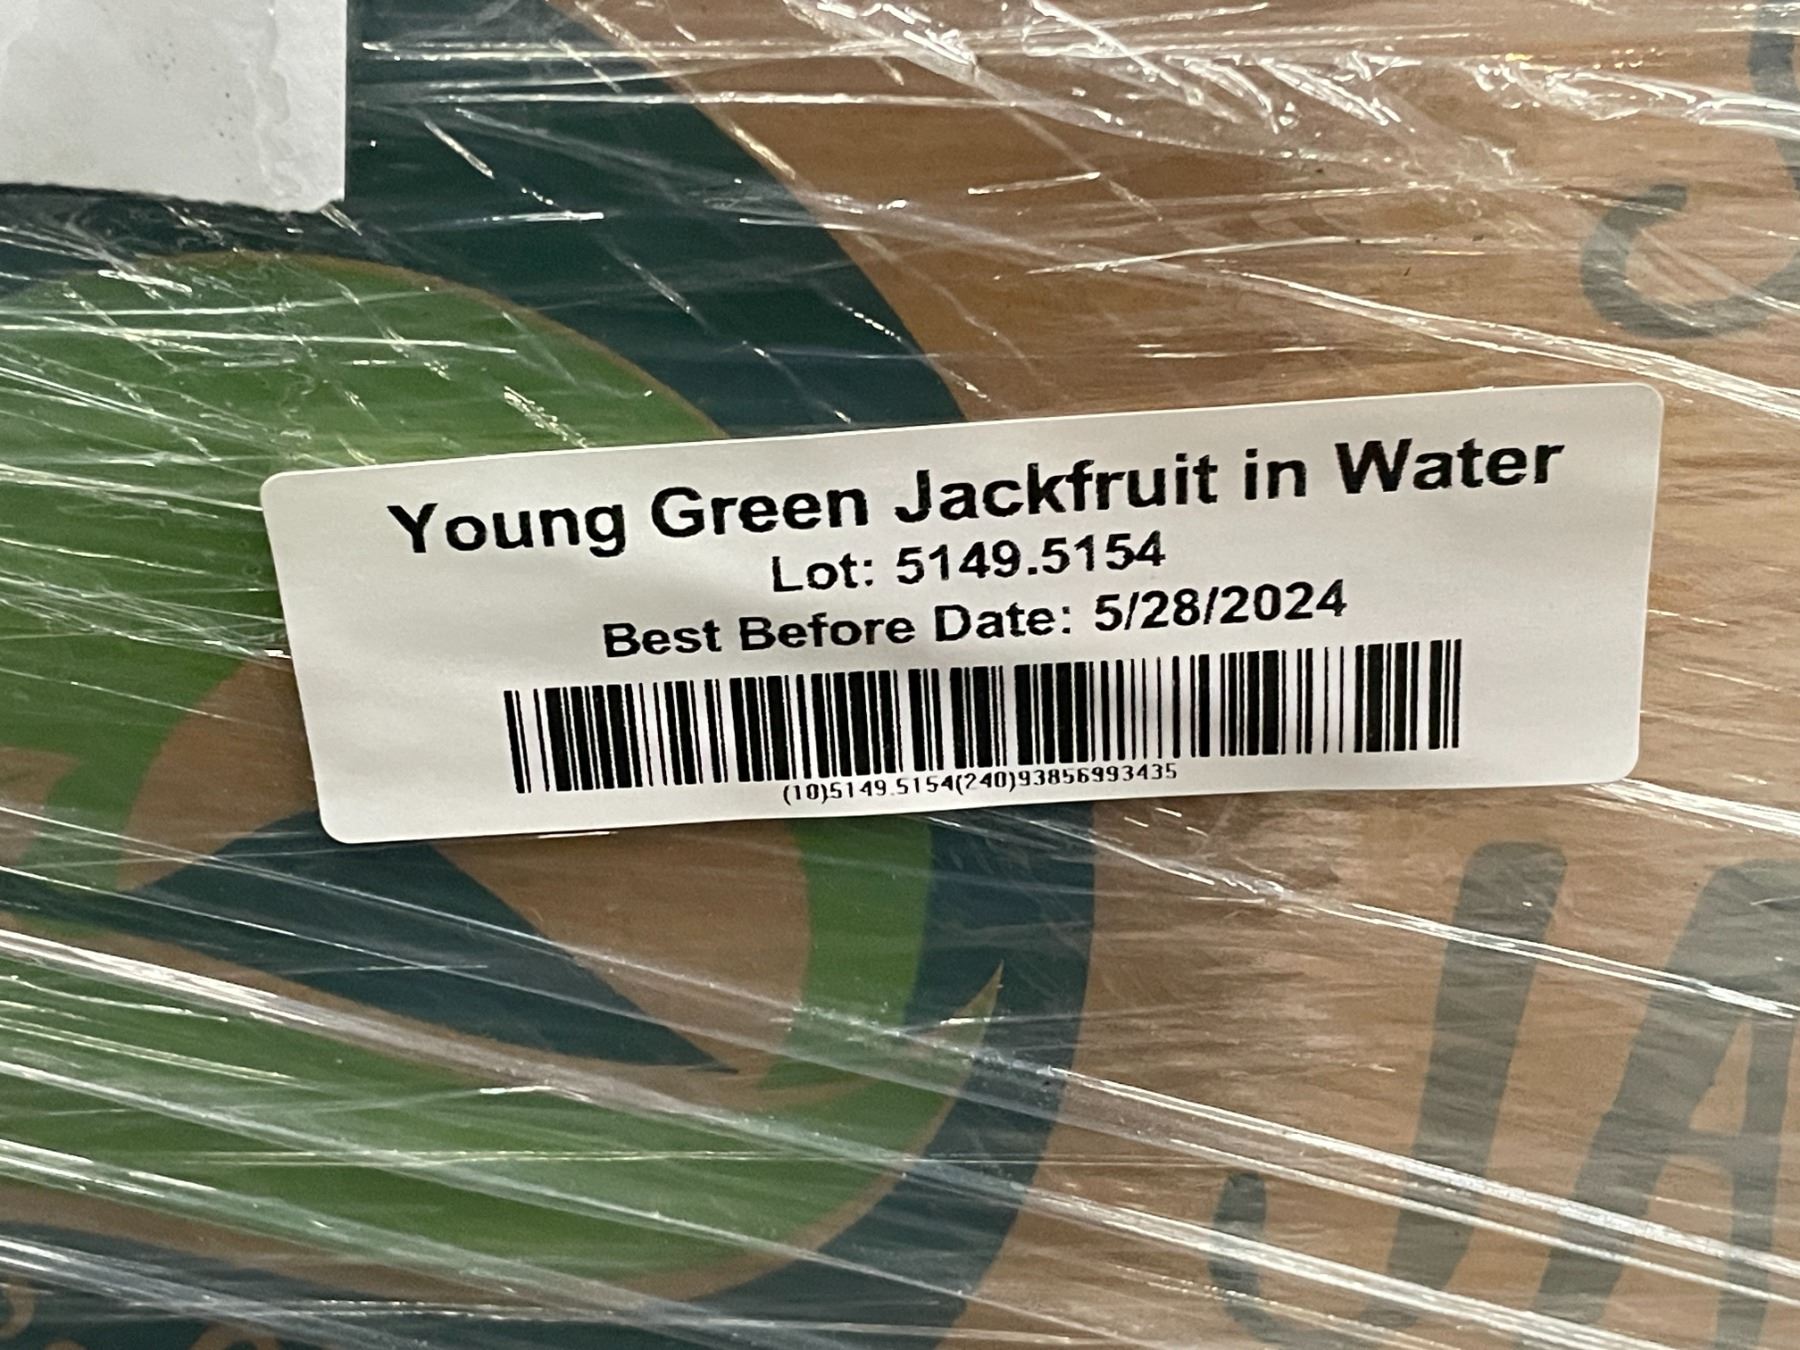 Young Green Jackfruit in Water
Lot: 5149.5154
Best Before Date: 5/28/2024
(10)5149.5154(240)93856993435
JA